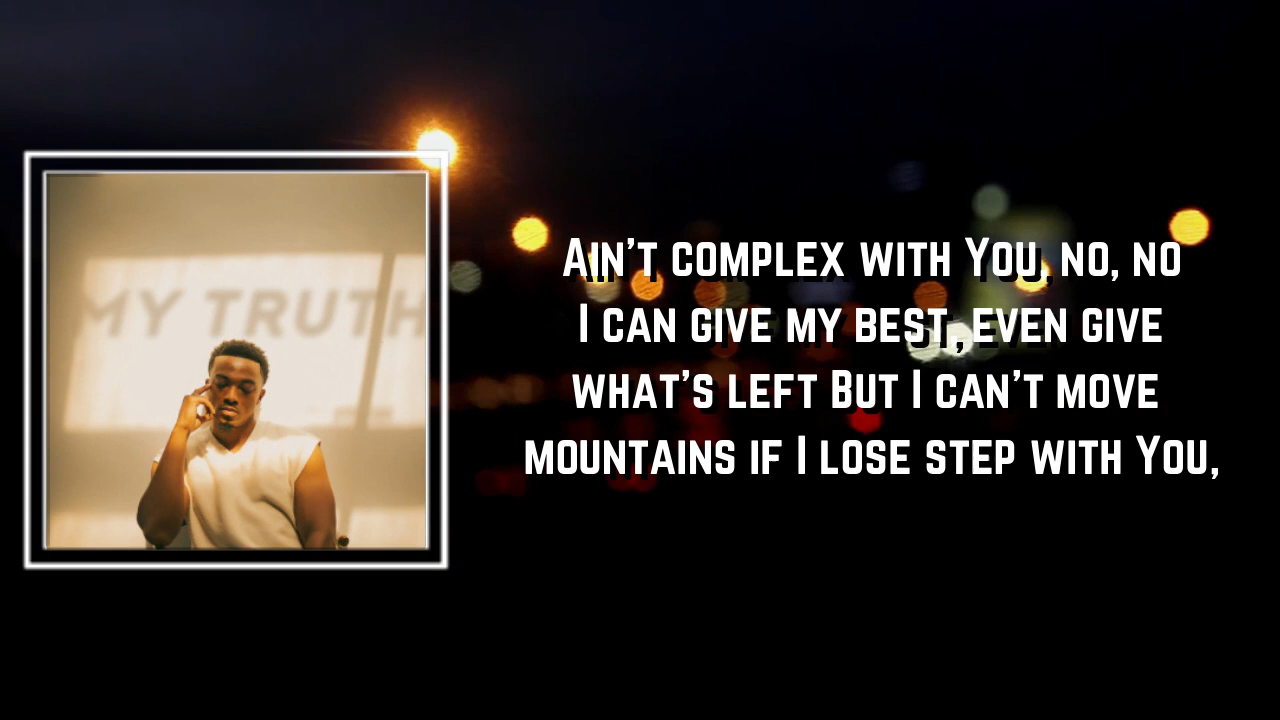 MY TRUTH
Ain't complex with You, no, no
I can give my best, even give
what's left But I can't move
mountains if I lose step with You,